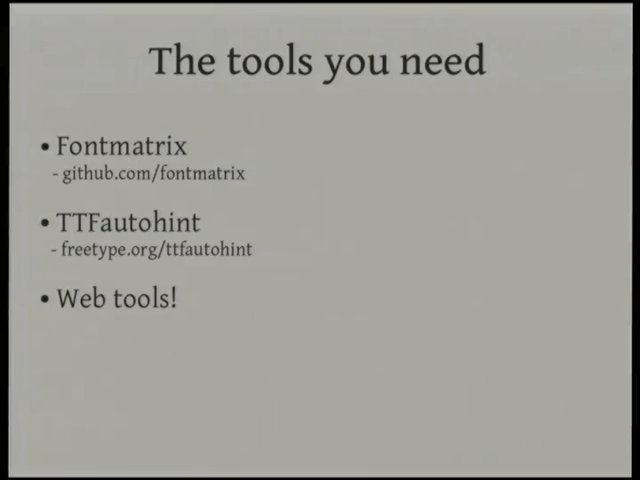 The tools you need
• Fontmatrix
- github.com/fontmatrix
• TTFautohint
- freetype.org/ttfautohint
• Web tools!